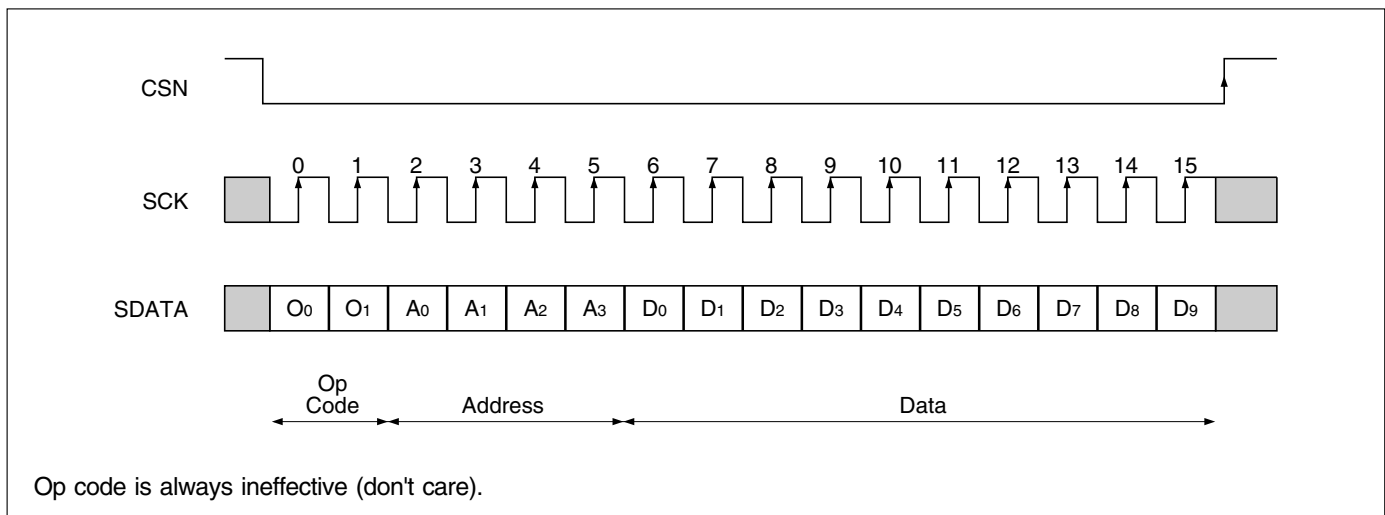 CSN
0 1 2 3 4 5 6 7 8 9 10 11 12 13 14 15
SCK
SDATA O0 O1 A0 A1 A2 A3 D0 D1 D2 D3 D4 D5 D6 D7 D8 D9
Op
Code Address Data
Op code is always ineffective (don't care).